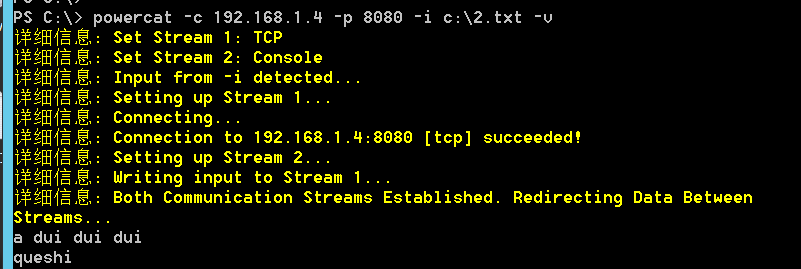 PS C:\> powercat -c 192.168.1.4 -p 8080 -i c:\2.txt -v
详细信息: Set Stream 1: TCP
详细信息: Set Stream 2: Console
详细信息: Input from -i detected...
详细信息: Setting up Stream 1...
详细信息: Connecting...
详细信息: Connection to 192.168.1.4:8080 [tcp] succeeded!
详细信息: Setting up Stream 2...
详细信息: Writing input to Stream 1...
详细信息: Both Communication Streams Established. Redirecting Data Between
Streams...
a dui dui dui
queshi